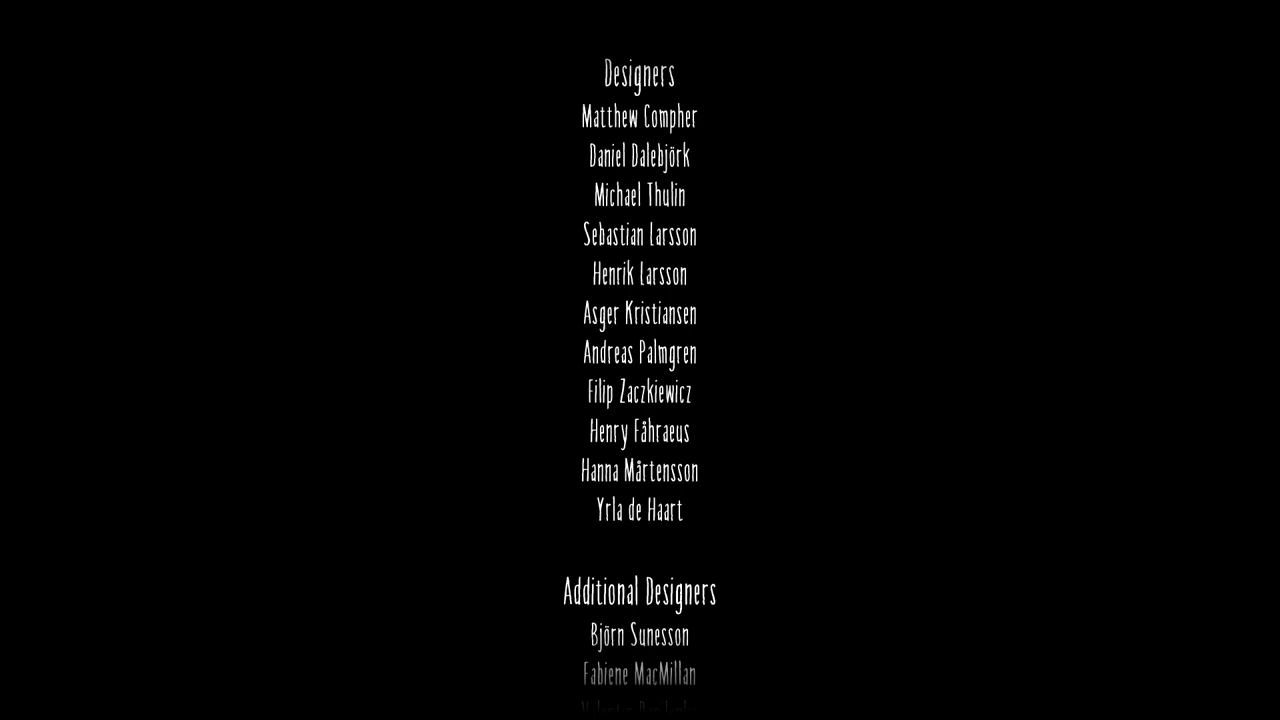 Designers
Matthew Compher
Daniel Dalebjörk
Michael Thulin
Sebastian Larsson
Henrik Larsson
Asger Kristiansen
Andreas Palmgren
Filip Zaczkiewicz
Henry Fåhraeus
Hanna Mårtensson
Yrla de Haart
Additional Designers
Björn Sunesson
Fabiene MacMillan